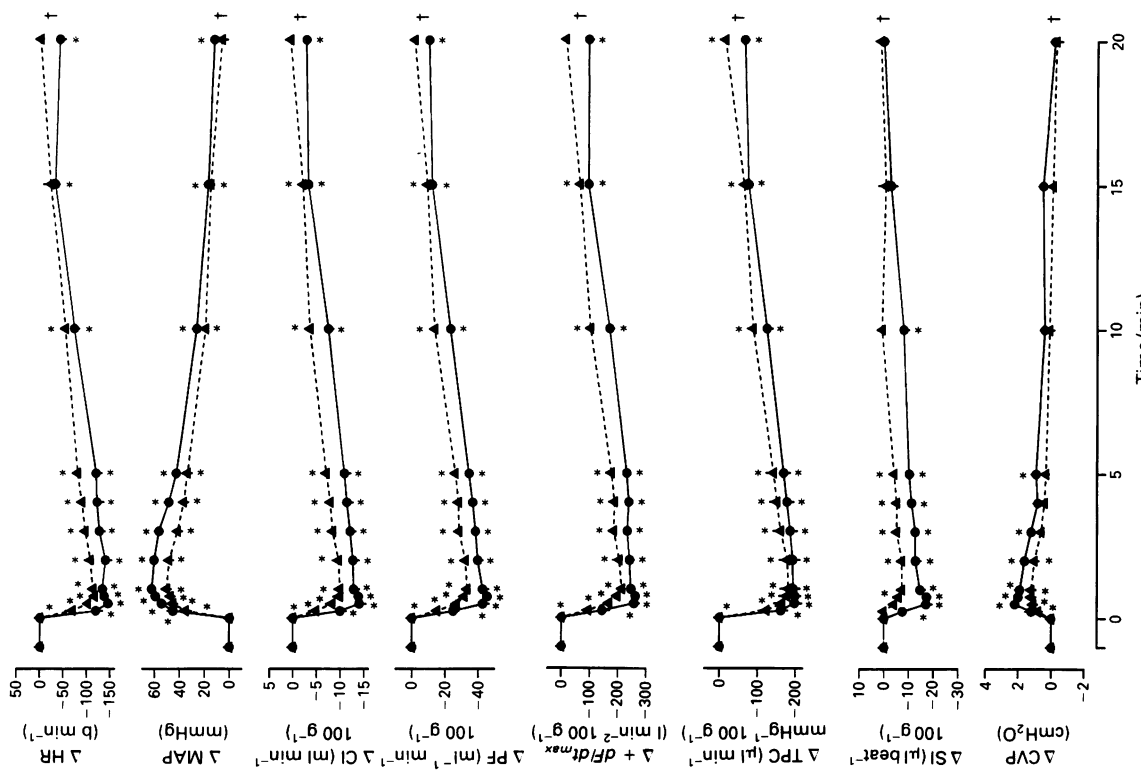 Δ HR
(b min⁻¹)
50
0
−50
−100
−150
†
Δ MAP
(mmHg)
60
40
20
0
†
Δ CI (ml min⁻¹
100 g⁻¹)
5
0
−5
−10
−15
†
Δ PF (ml⁻¹ min⁻¹
100 g⁻¹)
0
−20
−40
†
Δ + dF/dt max
(l min⁻² 100 g⁻¹)
0
−100
−200
−300
†
Δ TPC (μl min⁻¹
mmHg⁻¹ 100 g⁻¹)
0
−100
−200
†
Δ SI (μl beat⁻¹
100 g⁻¹)
10
0
−10
−20
−30
†
Δ CVP
(cmH₂O)
4
2
0
−2
†
0 5 10 15 20
Time (min)